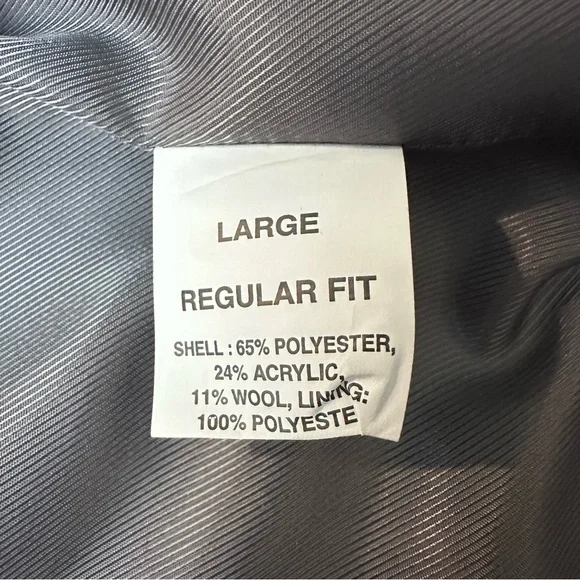 LARGE
REGULAR FIT
SHELL : 65% POLYESTER,
24% ACRYLIC,
11% WOOL, LINING:
100% POLYESTE